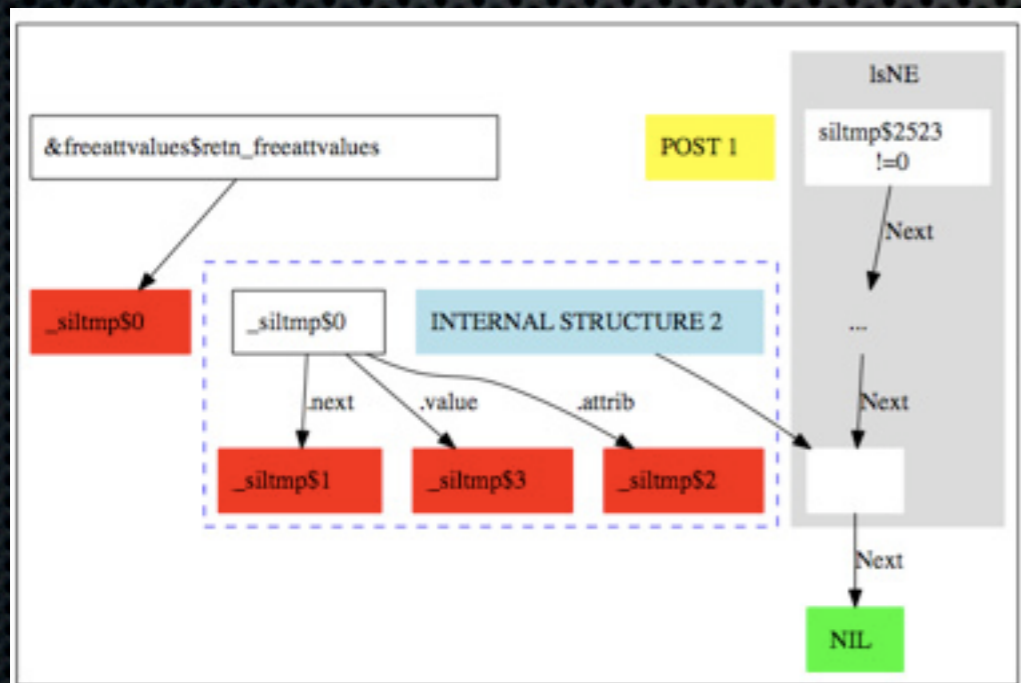 lsNE
&freeattvalues$retn_freeattvalues
POST 1
siltmp$2523
!=0
Next
_siltmp$0
_siltmp$0
INTERNAL STRUCTURE 2
...
.next
.value
.attrib
Next
_siltmp$1
_siltmp$3
_siltmp$2
Next
NIL